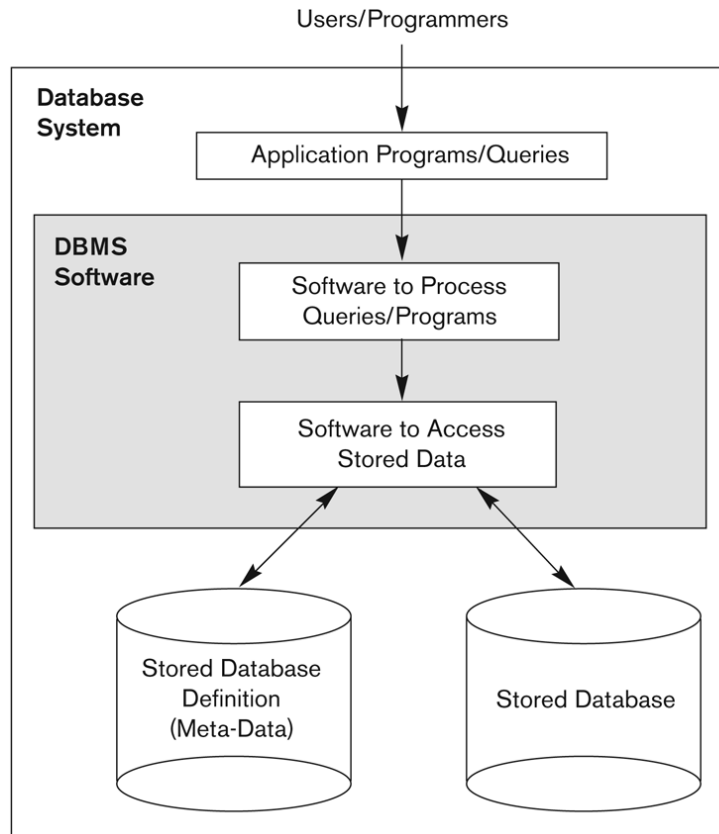 Users/Programmers
Database
System
Application Programs/Queries
DBMS
Software
Software to Process
Queries/Programs
Software to Access
Stored Data
Stored Database
Definition
(Meta-Data)
Stored Database